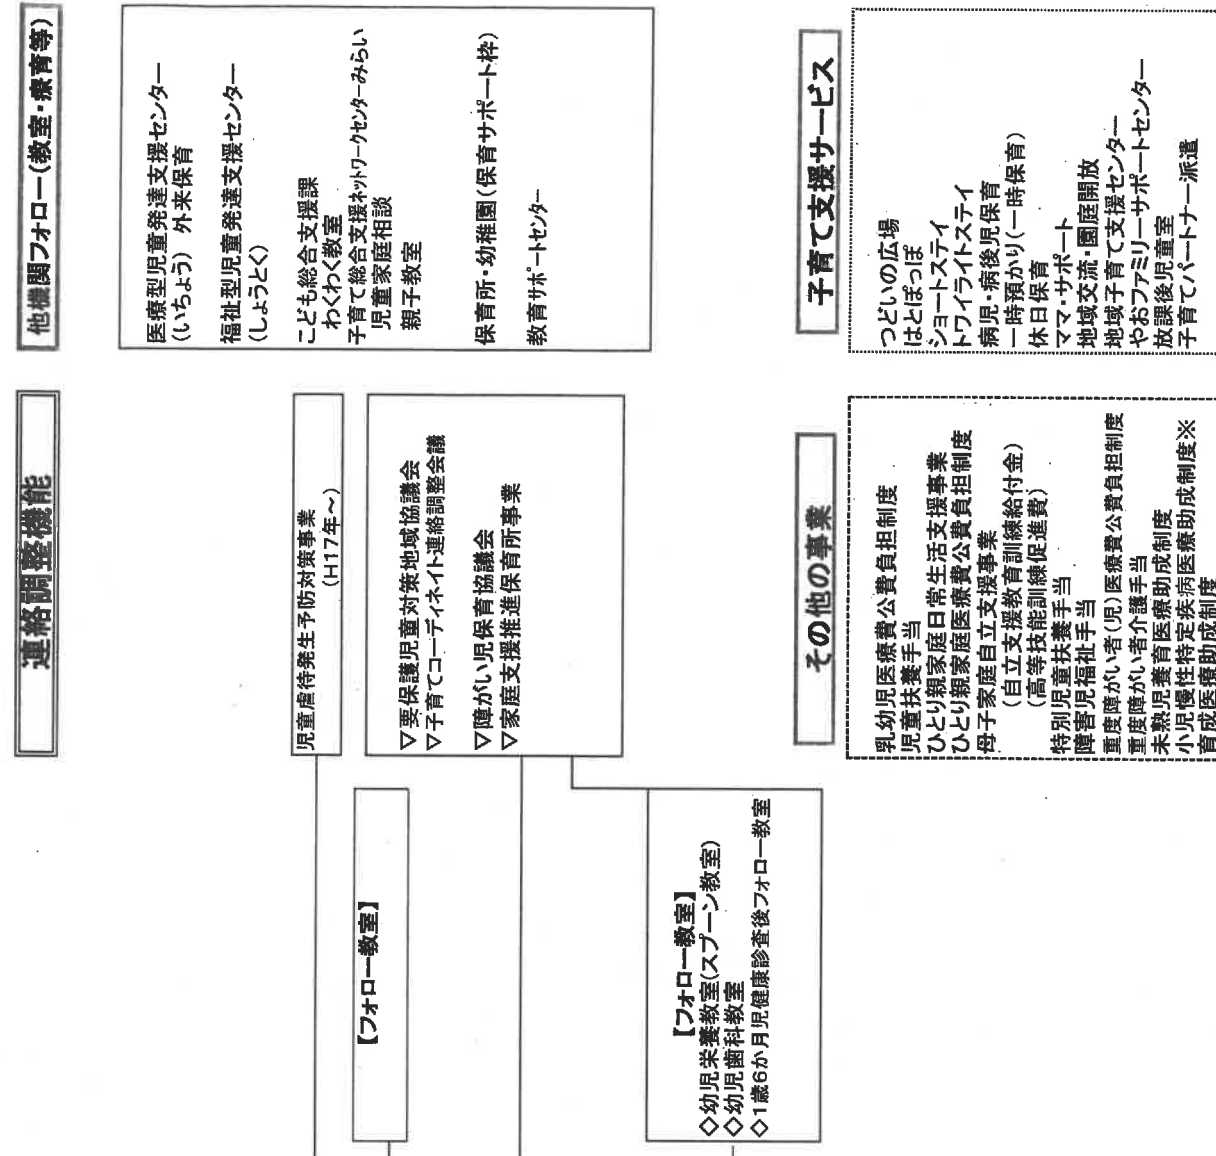 連絡調整機能
他機関フォロー(教室・療育等)
児童虐待発生予防対策事業
(H17年~)
【フォロー教室】
▽要保護児童対策地域協議会
▽子育てコーディネイト連絡調整会議
▽障がい児保育協議会
▽家庭支援推進保育所事業
医療型児童発達支援センター
(いちょう) 外来保育
福祉型児童発達支援センター
(しょうとく)
こども総合支援課
わくわく教室
子育て総合支援ネットワークセンターみらい
児童家庭相談
親子教室
保育所・幼稚園(保育サポート枠)
教育サポートセンター
【フォロー教室】
◇幼児栄養教室(スプーン教室)
◇幼児歯科教室
◇1歳6か月児健康診査後フォロー教室
その他の事業
乳幼児医療費公費負担制度
児童扶養手当
ひとり親家庭日常生活支援事業
ひとり親家庭医療費公費負担制度
母子家庭自立支援事業
(自立支援教育訓練給付金)
(高等技能訓練促進費)
特別児童扶養手当
障害児福祉手当
重度障がい者(児)医療費公費負担制度
重度障がい者介護手当
未熟児養育医療助成制度
小児慢性特定疾病医療助成制度※
育成医療助成制度
子育て支援サービス
つどいの広場
はとぽっぽ
ショートステイ
トワイライトステイ
病児・病後児保育
一時預かり(一時保育)
休日保育
ママ・サポート
地域交流・園庭開放
地域子育て支援センター
やおファミリーサポートセンター
放課後児童室
子育てパートナー派遣